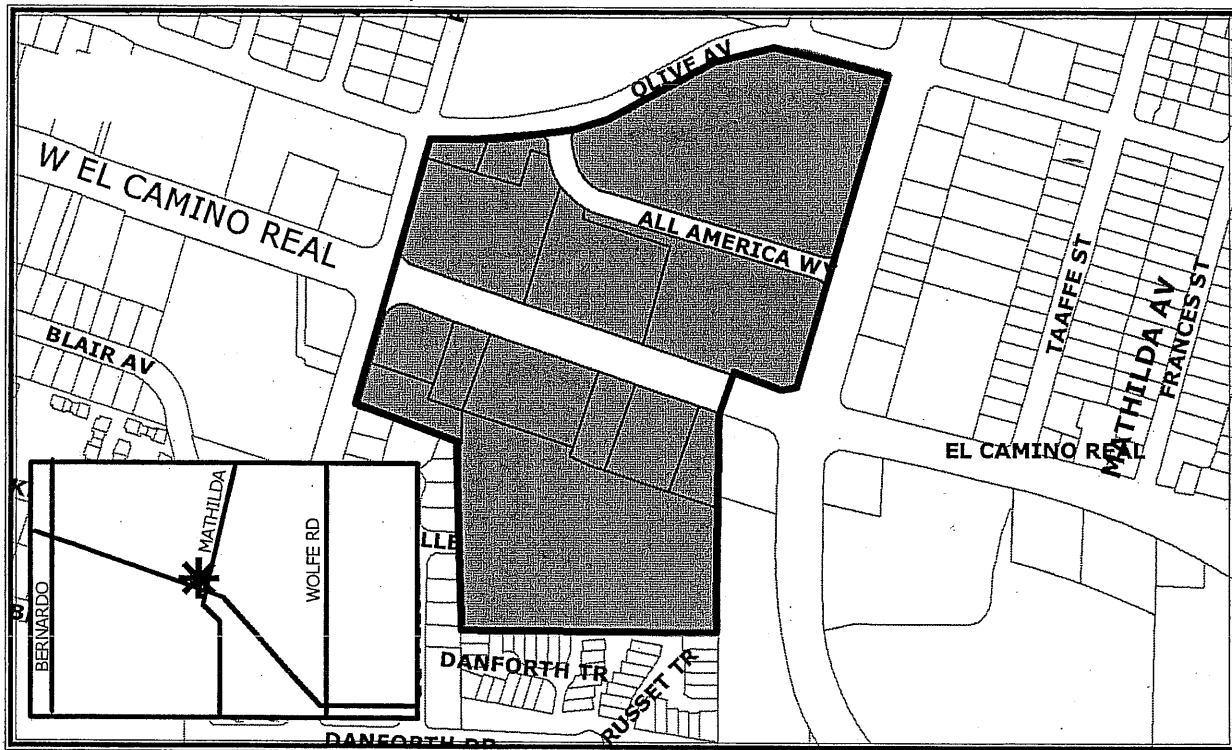 OLIVE AV
W EL CAMINO REAL
ALL AMERICA WY
TAAFFE ST
MATHILDA AV
FRANCES ST
BLAIR AV
EL CAMINO REAL
MATHILDA
WOLFE RD
BERNARDO
DANFORTH TR
RUSSET TR